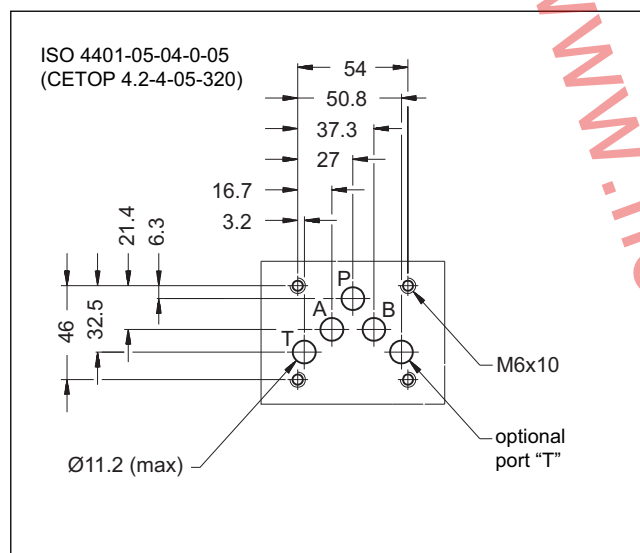 ISO 4401-05-04-0-05
(CETOP 4.2-4-05-320)
54
50.8
37.3
27
16.7
3.2
21.4
6.3
46
32.5
P
A
B
T
M6x10
Ø11.2 (max)
optional
port “T”